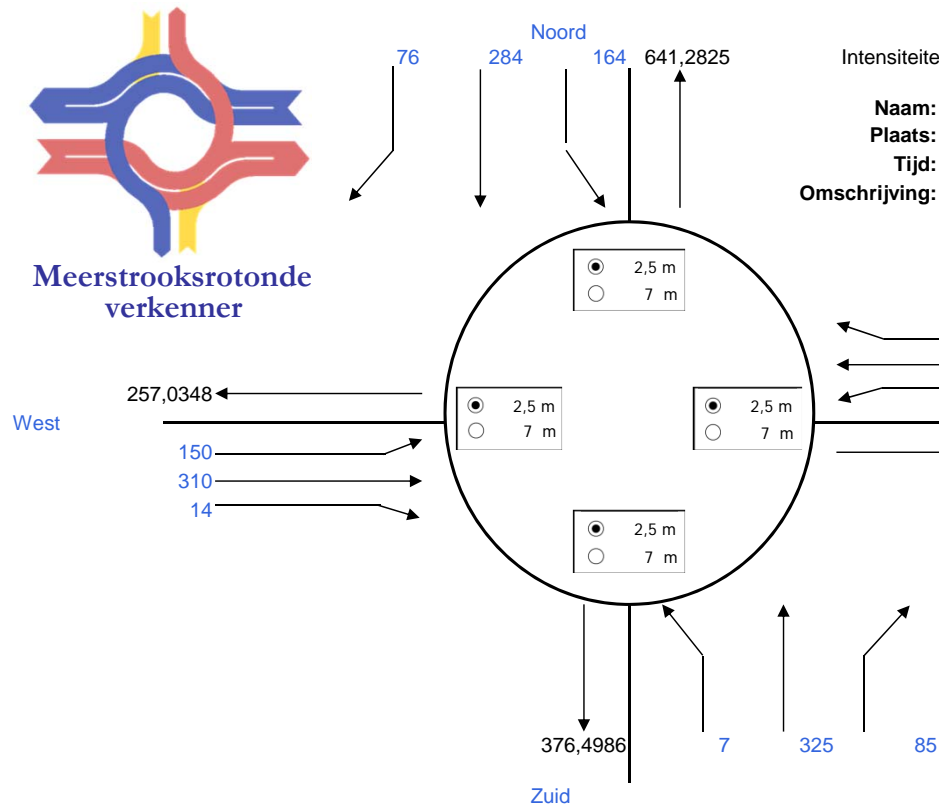 Noord
76 284 164 641,2825
Intensiteite
Naam:
Plaats:
Tijd:
Omschrijving:
Meerstrooksrotonde
verkenner
2,5 m
7 m
257,0348
West
2,5 m
7 m
2,5 m
7 m
150
310
14
2,5 m
7 m
376,4986 7 325 85
Zuid